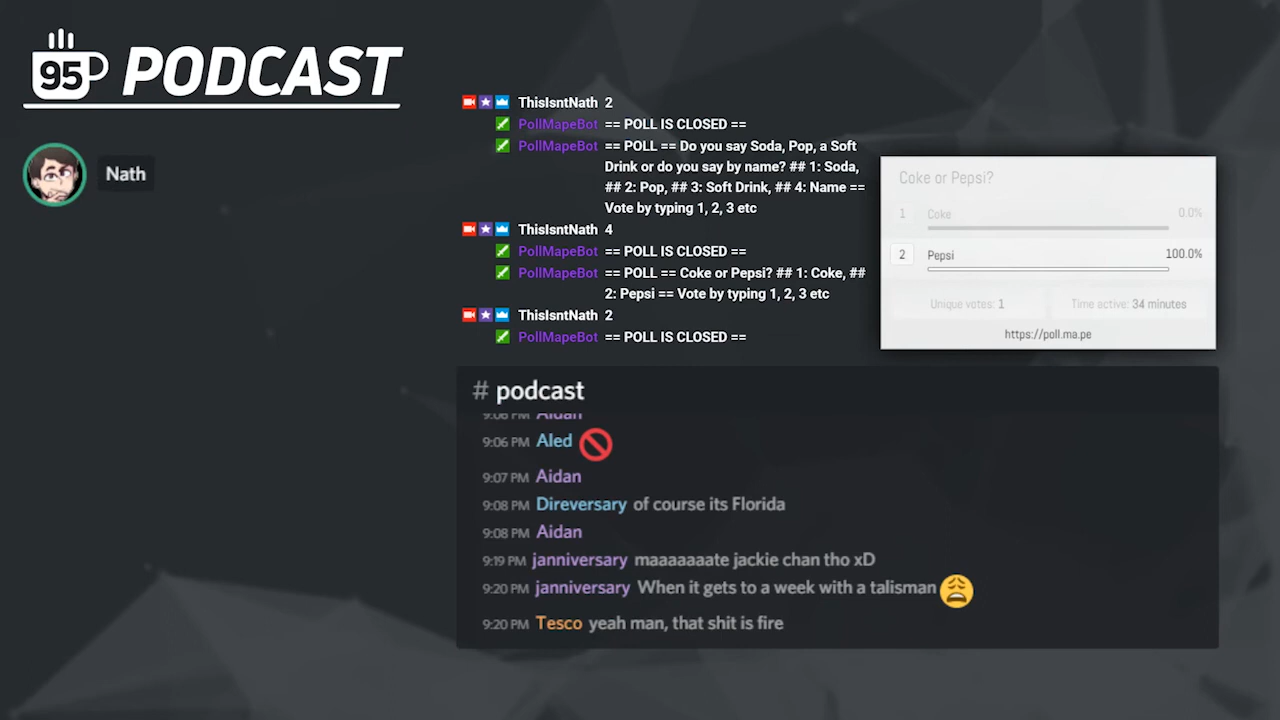 95 PODCAST
Nath
ThisIsntNath 2
PollMapeBot == POLL IS CLOSED ==
PollMapeBot == POLL == Do you say Soda, Pop, a Soft
Drink or do you say by name? ## 1: Soda,
## 2: Pop, ## 3: Soft Drink, ## 4: Name ==
Vote by typing 1, 2, 3 etc
ThisIsntNath 4
PollMapeBot == POLL IS CLOSED ==
PollMapeBot == POLL == Coke or Pepsi? ## 1: Coke, ##
2: Pepsi == Vote by typing 1, 2, 3 etc
ThisIsntNath 2
PollMapeBot == POLL IS CLOSED ==
Coke or Pepsi?
1 Coke 0.0%
2 Pepsi 100.0%
Unique votes: 1 Time active: 34 minutes
https://poll.ma.pe
# podcast
9:06 PM Aidan
9:06 PM Aled
9:07 PM Aidan
9:08 PM Direversary of course its Florida
9:08 PM Aidan
9:19 PM janniversary maaaaaaate jackie chan tho xD
9:20 PM janniversary When it gets to a week with a talisman
9:20 PM Tesco yeah man, that shit is fire